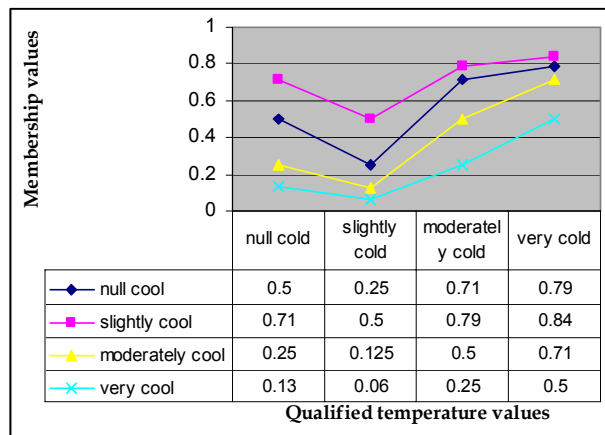 Membership values
1
0.8
0.6
0.4
0.2
0
null cold slightly cold moderatel y cold very cold
null cool 0.5 0.25 0.71 0.79
slightly cool 0.71 0.5 0.79 0.84
moderately cool 0.25 0.125 0.5 0.71
very cool 0.13 0.06 0.25 0.5
Qualified temperature values